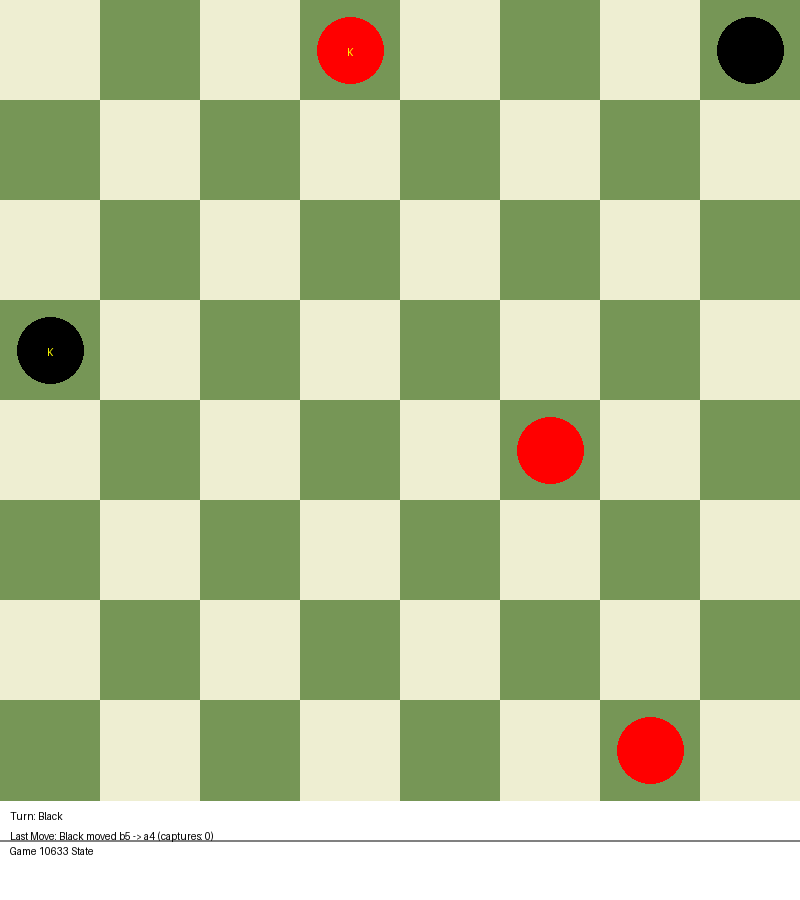 K
K
Turn: Black
Last Move: Black moved b5 -> a4 (captures: 0)
Game 10633 State